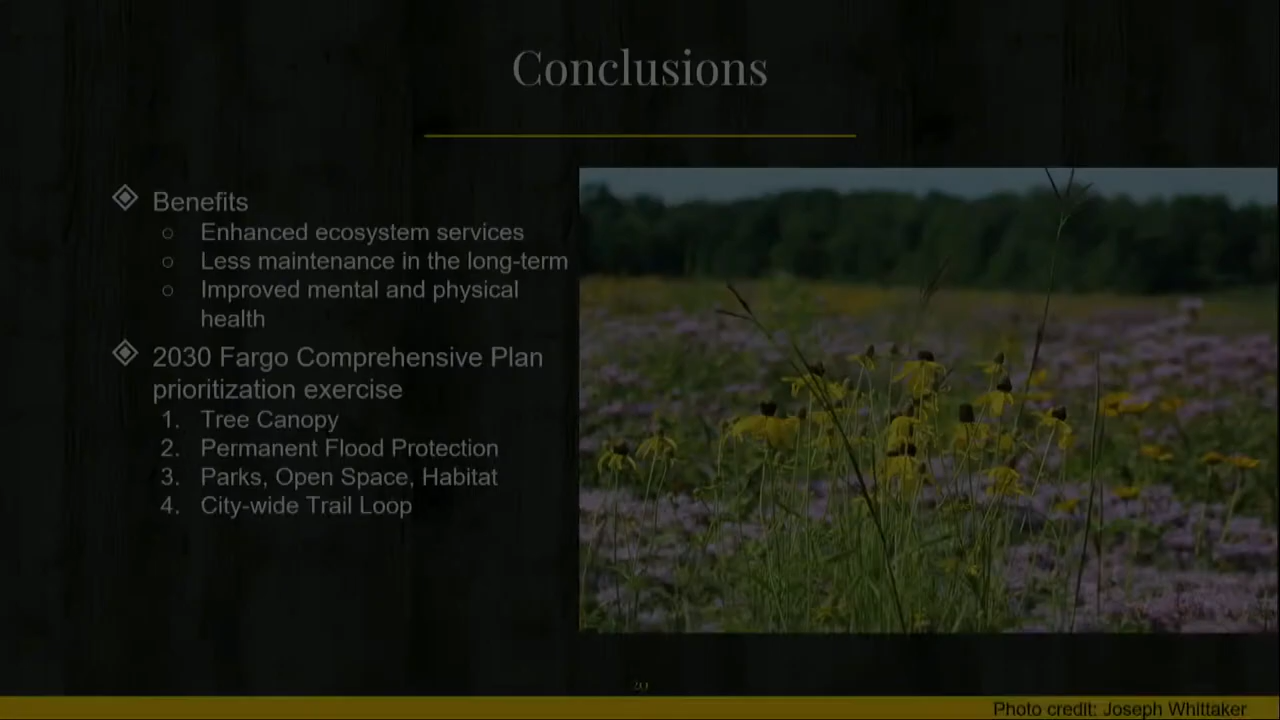 Conclusions
Benefits
Enhanced ecosystem services
Less maintenance in the long-term
Improved mental and physical
health
2030 Fargo Comprehensive Plan
prioritization exercise
1. Tree Canopy
2. Permanent Flood Protection
3. Parks, Open Space, Habitat
4. City-wide Trail Loop
Photo credit: Joseph Whittaker